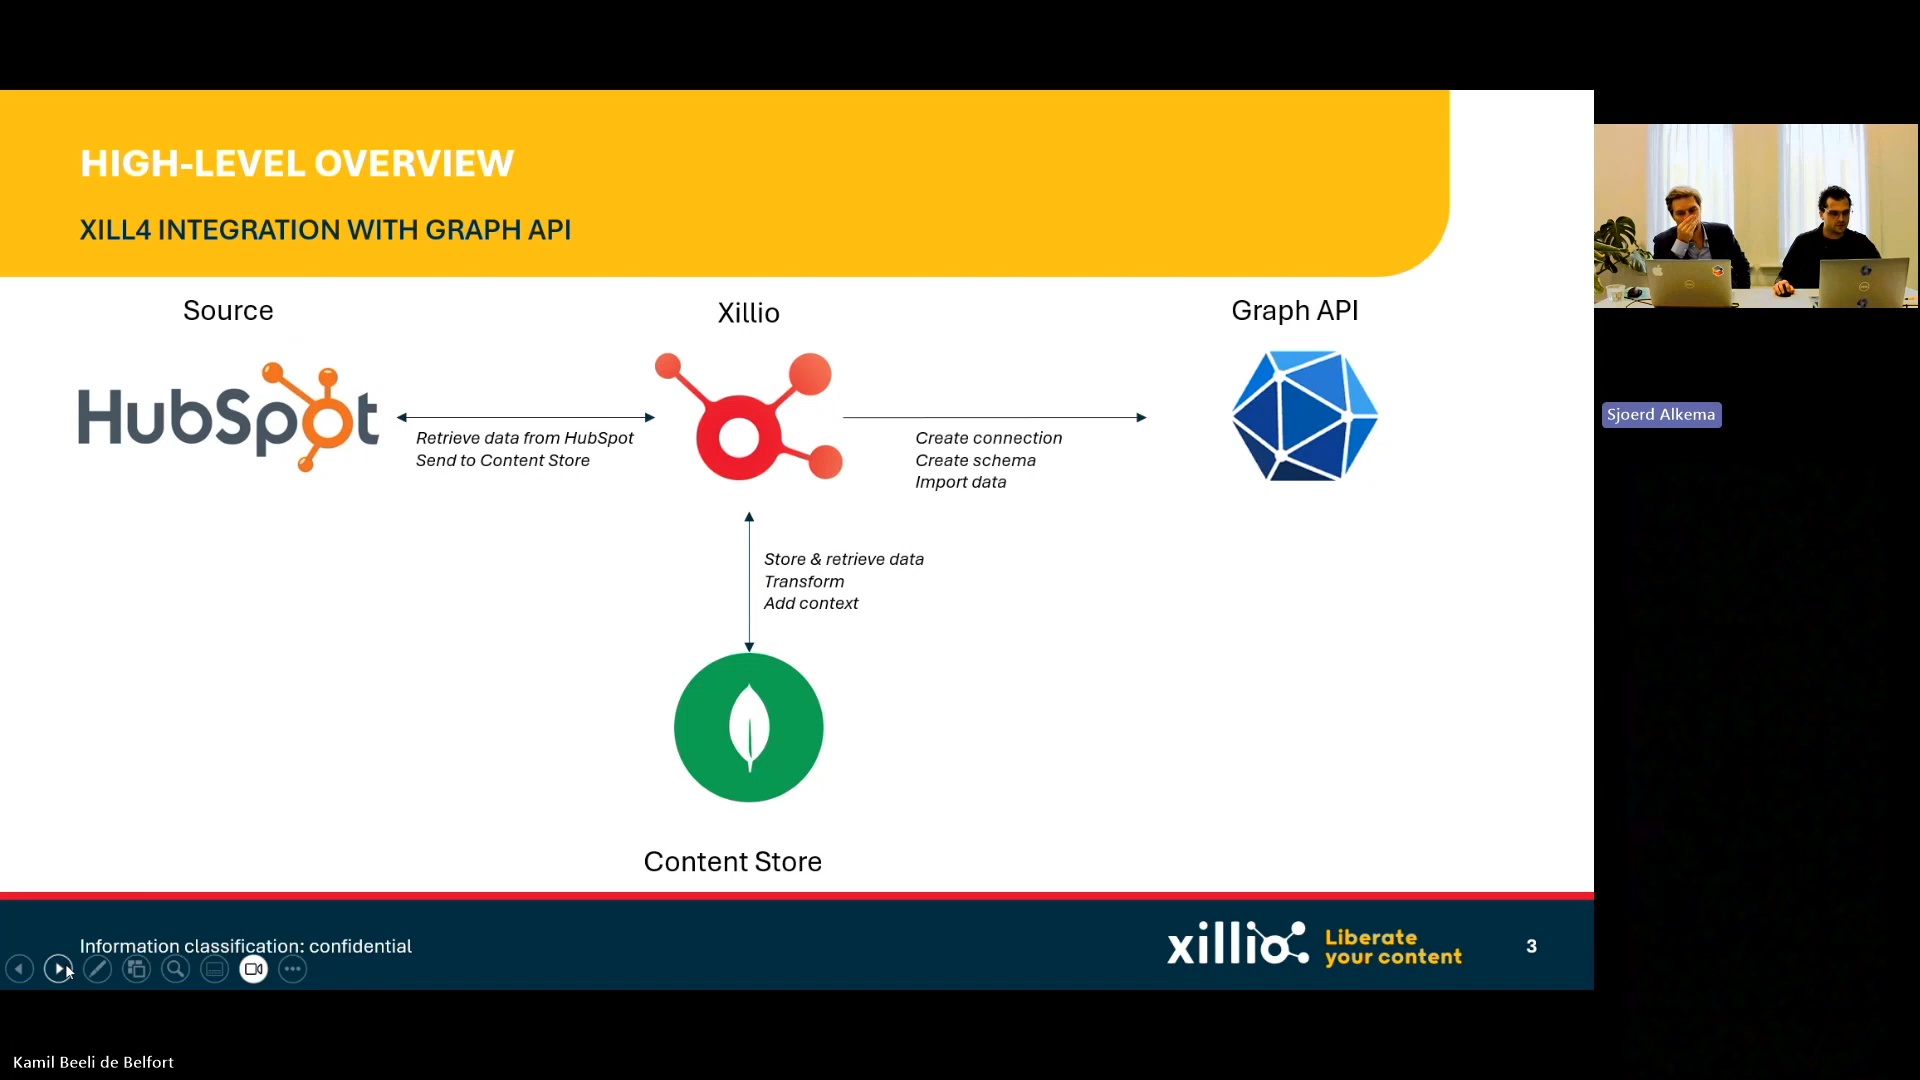 HIGH-LEVEL OVERVIEW
XILL4 INTEGRATION WITH GRAPH API
Source
Xillio
Graph API
HubSpot
Retrieve data from HubSpot
Send to Content Store
Create connection
Create schema
Import data
Store & retrieve data
Transform
Add context
Content Store
Information classification: confidential
xillio
Liberate
your content
3
Sjoerd Alkema
Kamil Beeli de Belfort